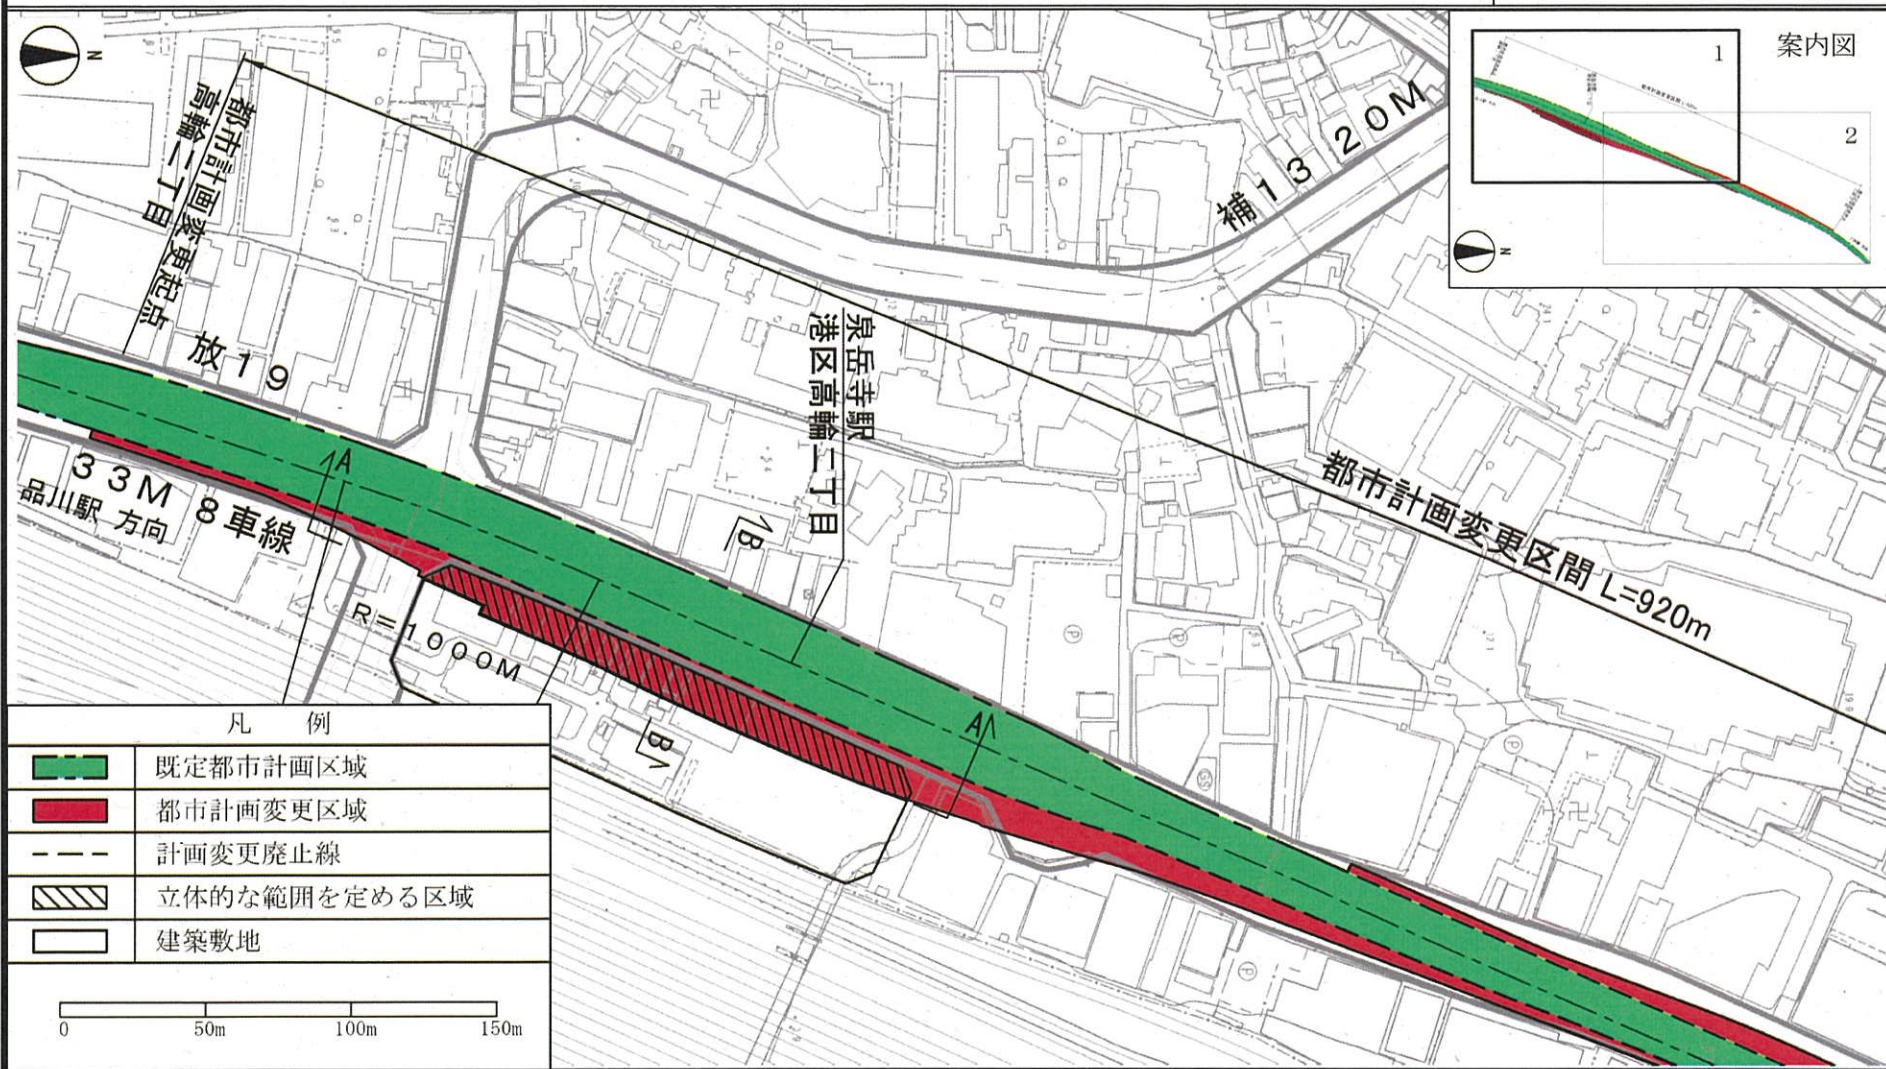 N
都市計画変更起点
高輪二丁目
放１９
３３Ｍ ８車線
品川駅 方向
A
R＝１０００Ｍ
泉岳寺駅
港区高輪二丁目
B
B
A
補１３ ２０Ｍ
都市計画変更区間 L=920m
案内図
1
2
N
凡 例
既定都市計画区域
都市計画変更区域
計画変更廃止線
立体的な範囲を定める区域
建築敷地
0 50m 100m 150m